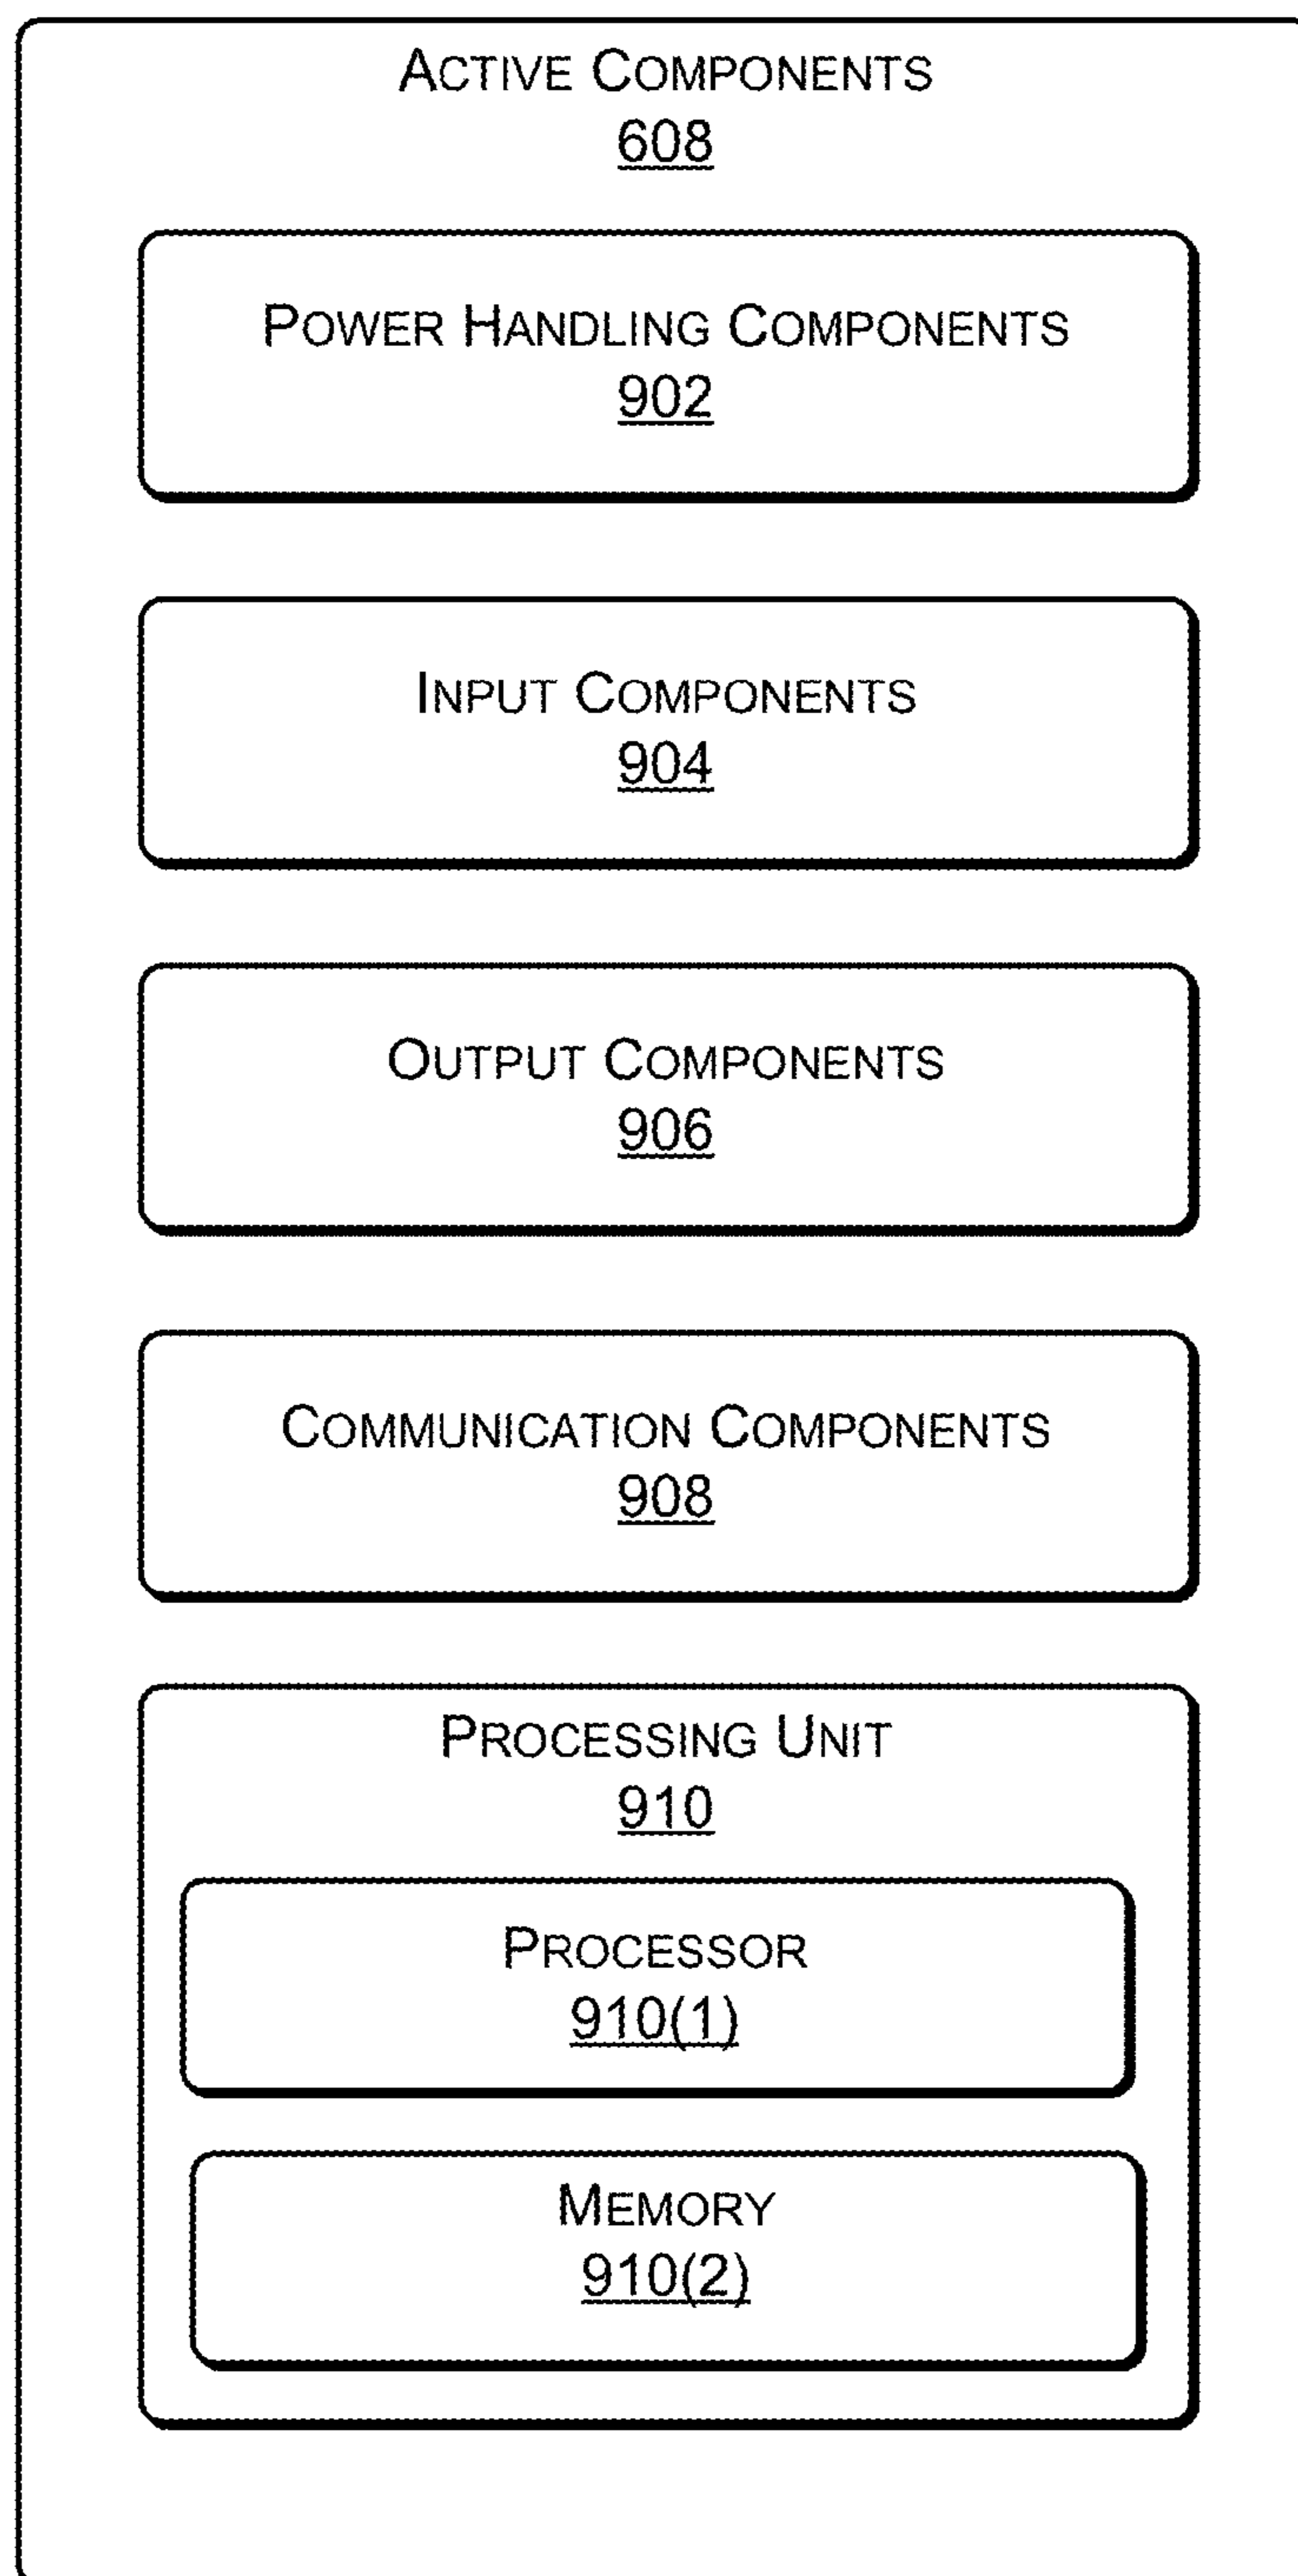 ACTIVE COMPONENTS
608
POWER HANDLING COMPONENTS
902
INPUT COMPONENTS
904
OUTPUT COMPONENTS
906
COMMUNICATION COMPONENTS
908
PROCESSING UNIT
910
PROCESSOR
910(1)
MEMORY
910(2)